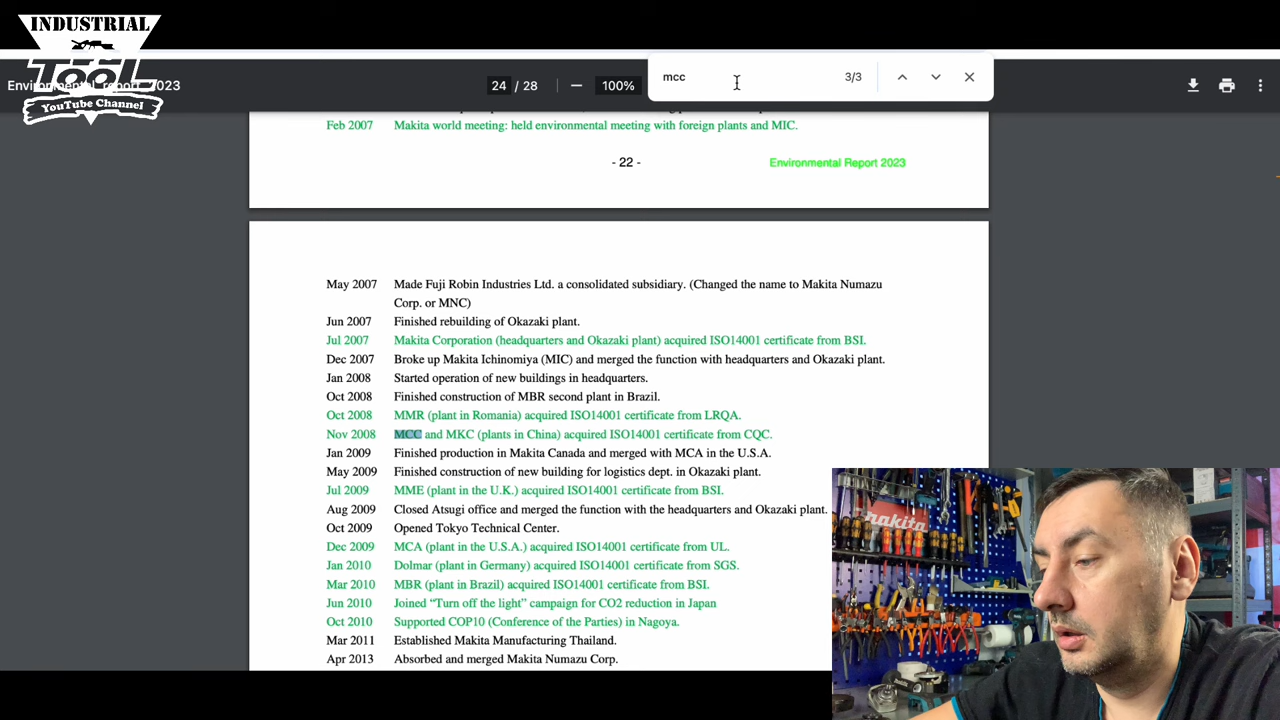 INDUSTRIAL
TOOL
YouTube Channel
Environmental_report_2023
24 / 28
100%
mcc
3/3
Feb 2007 Makita world meeting: held environmental meeting with foreign plants and MIC.
- 22 -
Environmental Report 2023
May 2007 Made Fuji Robin Industries Ltd. a consolidated subsidiary. (Changed the name to Makita Numazu
Corp. or MNC)
Jun 2007 Finished rebuilding of Okazaki plant.
Jul 2007 Makita Corporation (headquarters and Okazaki plant) acquired ISO14001 certificate from BSI.
Dec 2007 Broke up Makita Ichinomiya (MIC) and merged the function with headquarters and Okazaki plant.
Jan 2008 Started operation of new buildings in headquarters.
Oct 2008 Finished construction of MBR second plant in Brazil.
Oct 2008 MMR (plant in Romania) acquired ISO14001 certificate from LRQA.
Nov 2008 MCC and MKC (plants in China) acquired ISO14001 certificate from CQC.
Jan 2009 Finished production in Makita Canada and merged with MCA in the U.S.A.
May 2009 Finished construction of new building for logistics dept. in Okazaki plant.
Jul 2009 MME (plant in the U.K.) acquired ISO14001 certificate from BSI.
Aug 2009 Closed Atsugi office and merged the function with the headquarters and Okazaki plant.
Oct 2009 Opened Tokyo Technical Center.
Dec 2009 MCA (plant in the U.S.A.) acquired ISO14001 certificate from UL.
Jan 2010 Dolmar (plant in Germany) acquired ISO14001 certificate from SGS.
Mar 2010 MBR (plant in Brazil) acquired ISO14001 certificate from BSI.
Jun 2010 Joined “Turn off the light” campaign for CO2 reduction in Japan
Oct 2010 Supported COP10 (Conference of the Parties) in Nagoya.
Mar 2011 Established Makita Manufacturing Thailand.
Apr 2013 Absorbed and merged Makita Numazu Corp.
makita